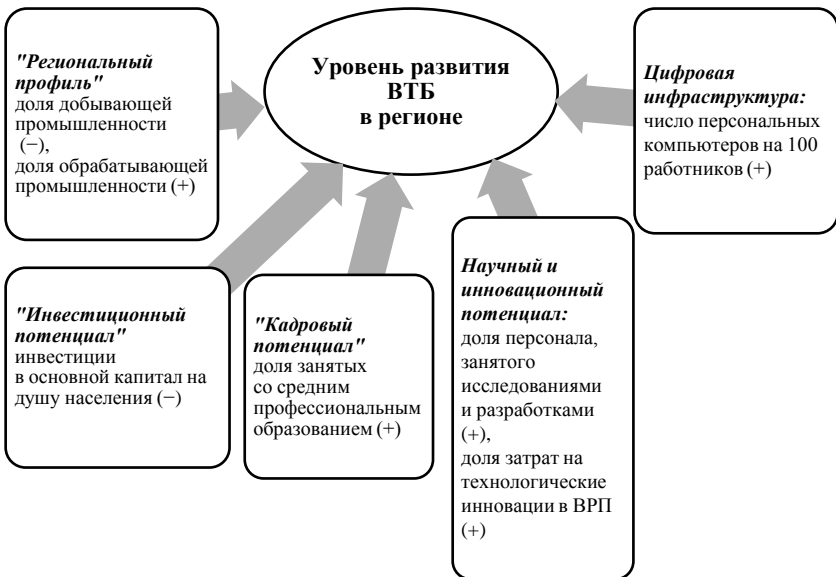 "Региональный
профиль"
доля добывающей
промышленности
(−),
доля обрабатывающей
промышленности (+)
Уровень развития
ВТБ
в регионе
Цифровая
инфраструктура:
число персональных
компьютеров на 100
работников (+)
"Инвестиционный
потенциал"
инвестиции
в основной капитал на
душу населения (−)
"Кадровый
потенциал"
доля занятых
со средним
профессиональным
образованием (+)
Научный и
инновационный
потенциал:
доля персонала,
занятого
исследованиями
и разработками
(+),
доля затрат на
технологические
инновации в ВРП
(+)